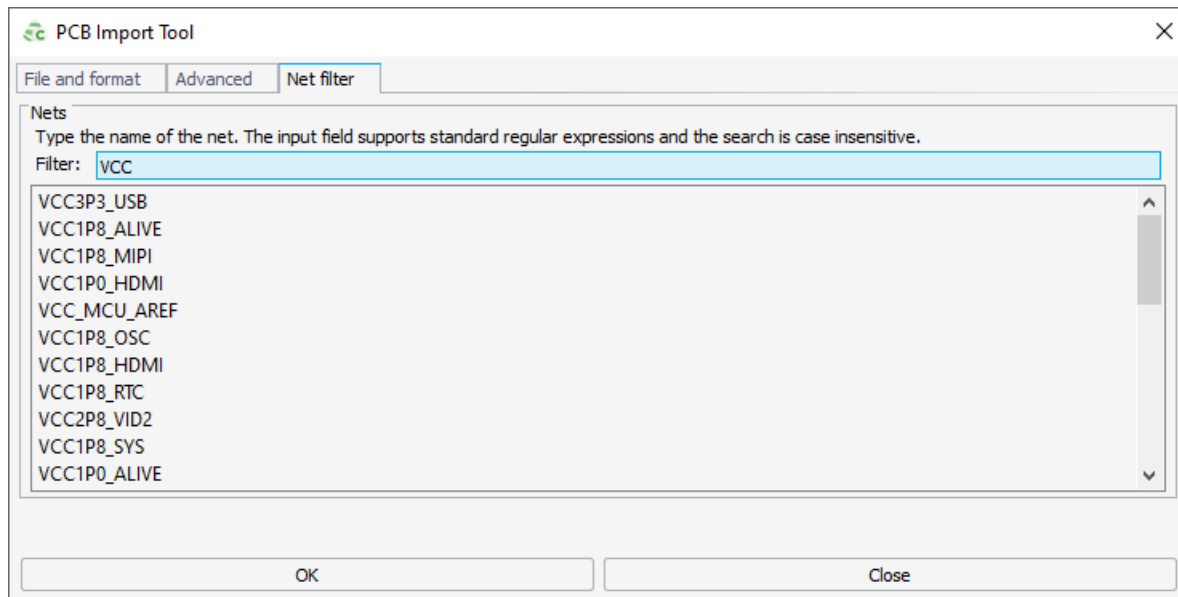 PCB Import Tool
File and format Advanced Net filter
Nets
Type the name of the net. The input field supports standard regular expressions and the search is case insensitive.
Filter: VCC
VCC3P3_USB
VCC1P8_ALIVE
VCC1P8_MIPI
VCC1P0_HDMI
VCC_MCU_AREF
VCC1P8_OSC
VCC1P8_HDMI
VCC1P8_RTC
VCC2P8_VID2
VCC1P8_SYS
VCC1P0_ALIVE
OK Close